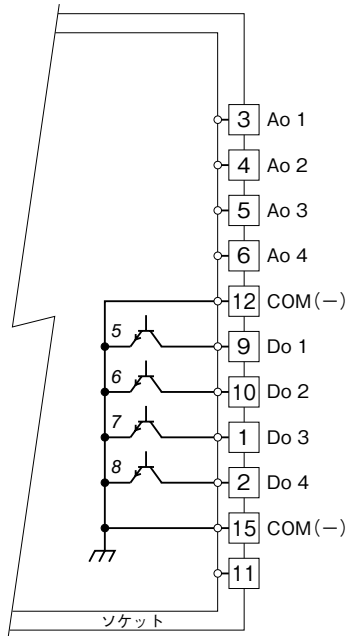 3 Ao 1
4 Ao 2
5 Ao 3
6 Ao 4
12 COM(−)
5 9 Do 1
6 10 Do 2
7 1 Do 3
8 2 Do 4
15 COM(−)
11
ソケット